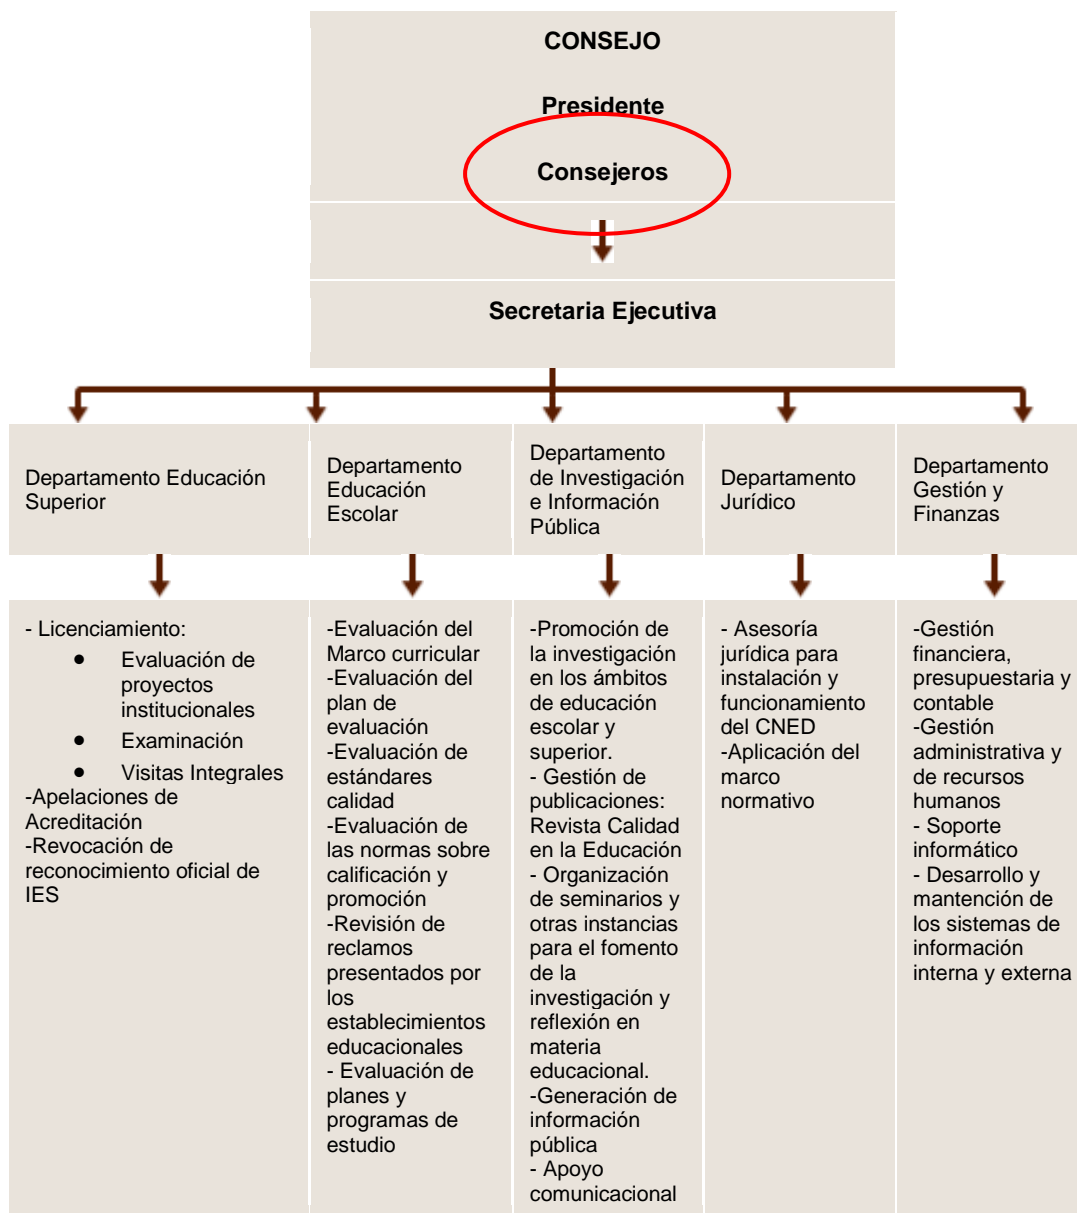 CONSEJO
Presidente
Consejeros
Secretaria Ejecutiva
Departamento Educación
Superior
Departamento
Educación
Escolar
Departamento
de Investigación
e Información
Pública
Departamento
Jurídico
Departamento
Gestión y
Finanzas
- Licenciamiento:
● Evaluación de
proyectos
institucionales
● Examinación
● Visitas Integrales
-Apelaciones de
Acreditación
-Revocación de
reconocimiento oficial de
IES
-Evaluación del
Marco curricular
-Evaluación del
plan de
evaluación
-Evaluación de
estándares
calidad
-Evaluación de
las normas sobre
calificación y
promoción
-Revisión de
reclamos
presentados por
los
establecimientos
educacionales
- Evaluación de
planes y
programas de
estudio
-Promoción de
la investigación
en los ámbitos
de educación
escolar y
superior.
- Gestión de
publicaciones:
Revista Calidad
en la Educación
- Organización
de seminarios y
otras instancias
para el fomento
de la
investigación y
reflexión en
materia
educacional.
-Generación de
información
pública
- Apoyo
comunicacional
- Asesoría
jurídica para
instalación y
funcionamiento
del CNED
-Aplicación del
marco
normativo
-Gestión
financiera,
presupuestaria y
contable
-Gestión
administrativa y
de recursos
humanos
- Soporte
informático
- Desarrollo y
mantención de
los sistemas de
información
interna y externa